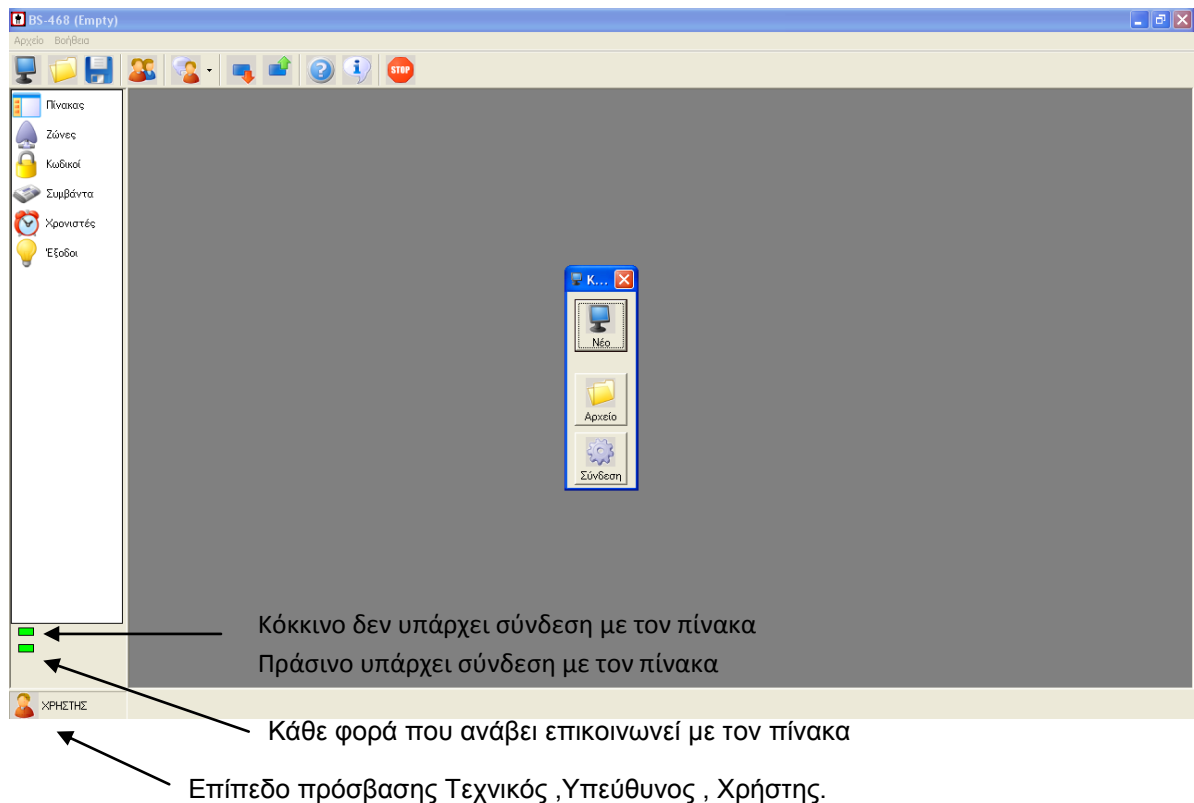 BS-468 (Empty)
Αρχείο Βοήθεια
STOP
Πίνακας
Ζώνες
Κωδικοί
Συμβάντα
Χρονιστές
Έξοδοι
Κ...
Νέο
Αρχείο
Σύνδεση
Κόκκινο δεν υπάρχει σύνδεση με τον πίνακα
Πράσινο υπάρχει σύνδεση με τον πίνακα
ΧΡΗΣΤΗΣ
Κάθε φορά που ανάβει επικοινωνεί με τον πίνακα
Επίπεδο πρόσβασης Τεχνικός ,Υπεύθυνος , Χρήστης.